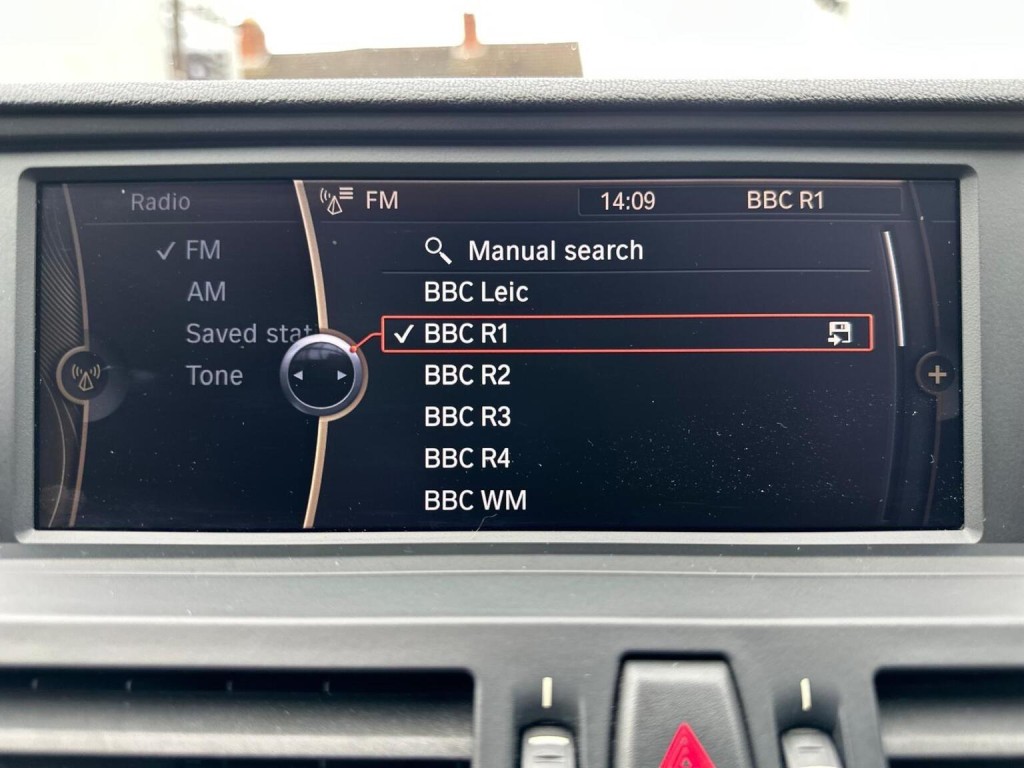 Radio
FM
AM
Saved stat
Tone
FM
14:09
BBC R1
Manual search
BBC Leic
BBC R1
BBC R2
BBC R3
BBC R4
BBC WM